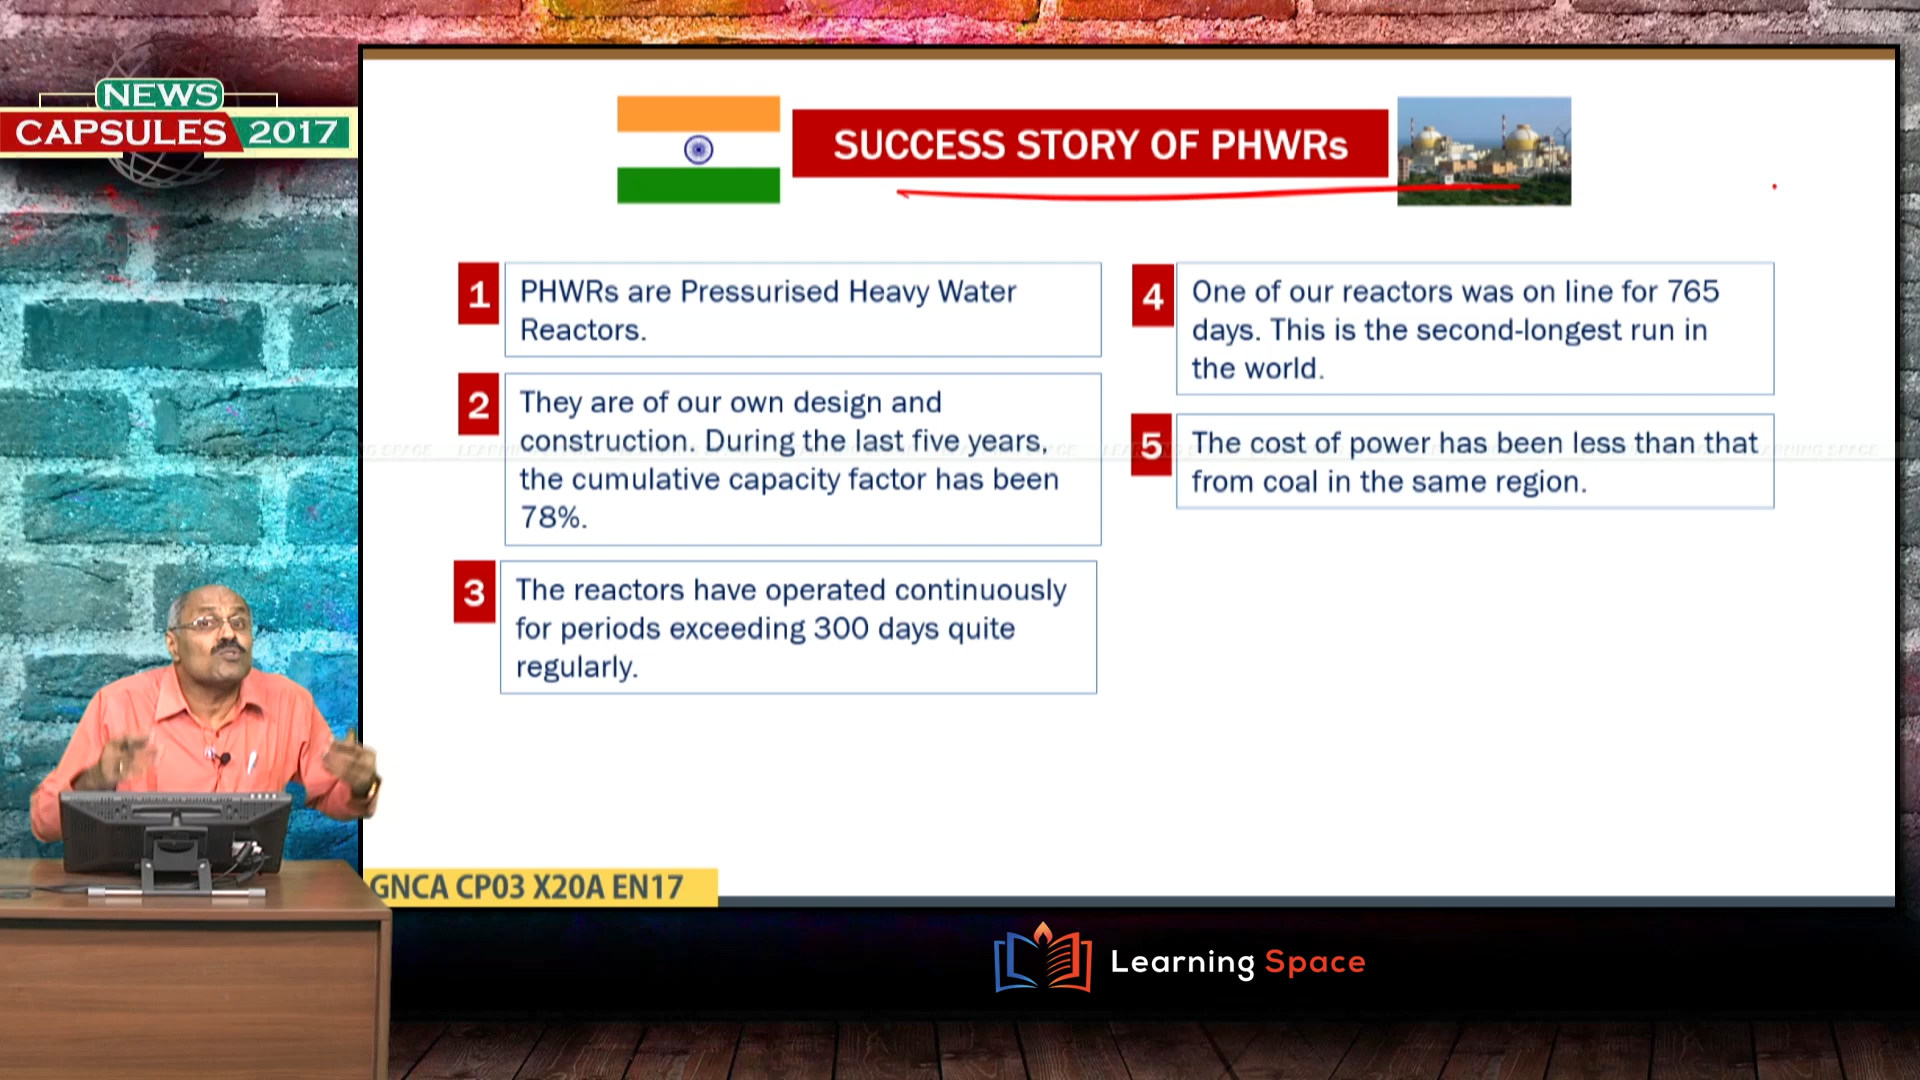 NEWS
CAPSULES 2017
SUCCESS STORY OF PHWRs
1
PHWRs are Pressurised Heavy Water
Reactors.
2
They are of our own design and
construction. During the last five years,
the cumulative capacity factor has been
78%.
3
The reactors have operated continuously
for periods exceeding 300 days quite
regularly.
4
One of our reactors was on line for 765
days. This is the second-longest run in
the world.
5
The cost of power has been less than that
from coal in the same region.
GNCA CP03 X20A EN17
Learning Space